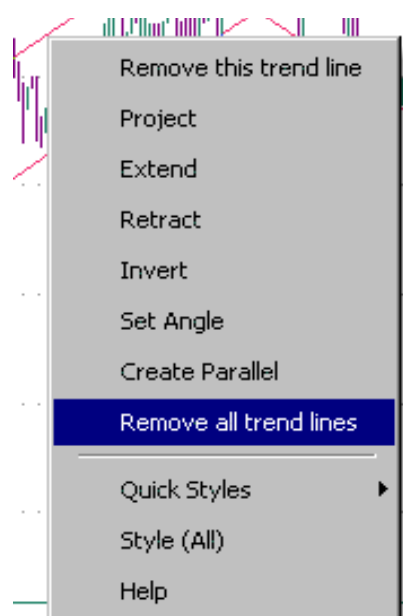 Remove this trend line
Project
Extend
Retract
Invert
Set Angle
Create Parallel
Remove all trend lines
Quick Styles
Style (All)
Help